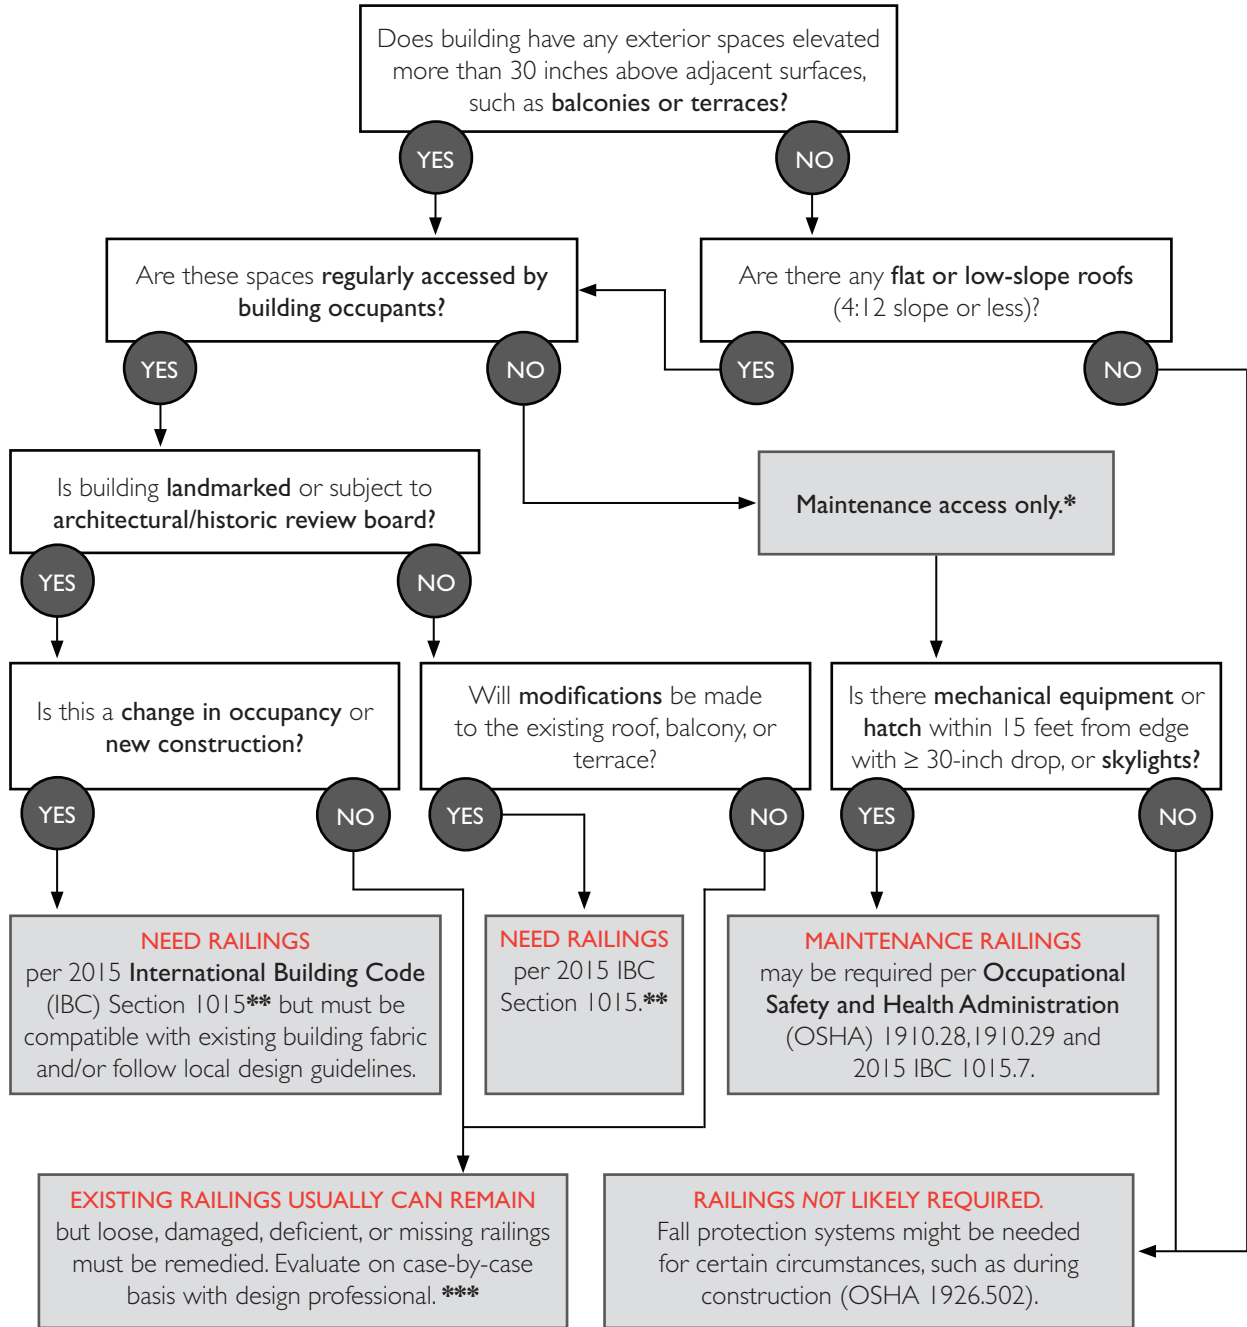 Does building have any exterior spaces elevated
more than 30 inches above adjacent surfaces,
such as balconies or terraces?
YES
NO
Are these spaces regularly accessed by
building occupants?
Are there any flat or low-slope roofs
(4:12 slope or less)?
YES
NO
YES
NO
Is building landmarked or subject to
architectural/historic review board?
Maintenance access only.*
YES
NO
Is this a change in occupancy or
new construction?
Will modifications be made
to the existing roof, balcony, or
terrace?
Is there mechanical equipment or
hatch within 15 feet from edge
with ≥ 30-inch drop, or skylights?
YES
NO
YES
NO
YES
NO
NEED RAILINGS
per 2015 International Building Code
(IBC) Section 1015** but must be
compatible with existing building fabric
and/or follow local design guidelines.
NEED RAILINGS
per 2015 IBC
Section 1015.**
MAINTENANCE RAILINGS
may be required per Occupational
Safety and Health Administration
(OSHA) 1910.28,1910.29 and
2015 IBC 1015.7.
EXISTING RAILINGS USUALLY CAN REMAIN
but loose, damaged, deficient, or missing railings
must be remedied. Evaluate on case-by-case
basis with design professional. ***
RAILINGS NOT LIKELY REQUIRED.
Fall protection systems might be needed
for certain circumstances, such as during
construction (OSHA 1926.502).